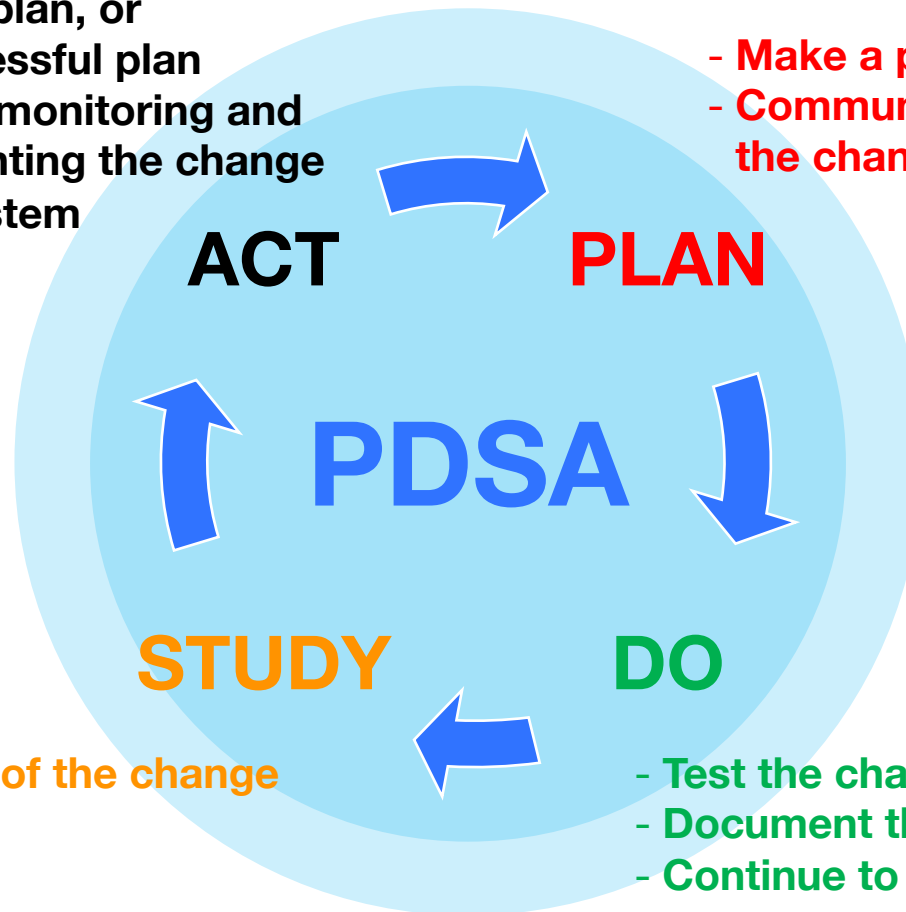 plan, or
essful plan
monitoring and
nting the change
stem
- Make a p
- Commun
the chan
ACT
PLAN
PDSA
STUDY
DO
of the change
- Test the cha
- Document th
- Continue to